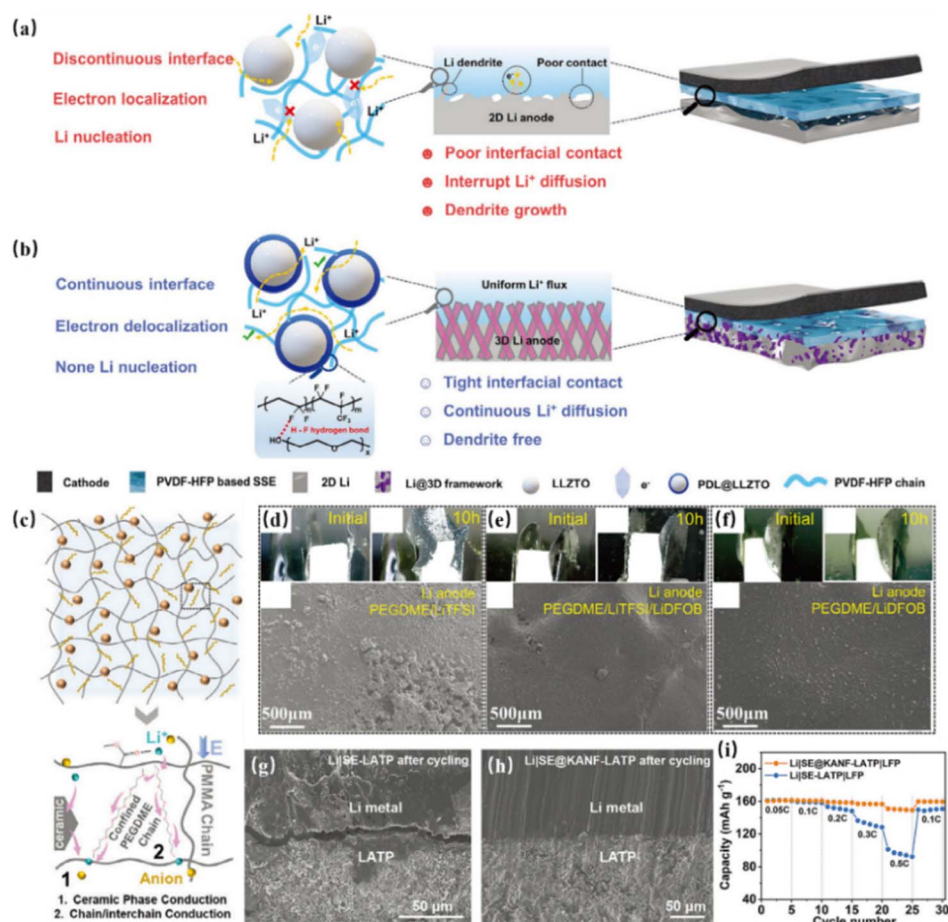 (a)
Discontinuous interface
Electron localization
Li nucleation
Li⁺
Li⁺
Li⁺
Li dendrite
e⁻
Poor contact
2D Li anode
Poor interfacial contact
Interrupt Li⁺ diffusion
Dendrite growth
(b)
Continuous interface
Electron delocalization
None Li nucleation
Li⁺
Li⁺
Li⁺
Uniform Li⁺ flux
3D Li anode
F F F
m m
F F CF₃
H - F hydrogen bond
HO O x
Tight interfacial contact
Continuous Li⁺ diffusion
Dendrite free
Cathode PVDF-HFP based SSE 2D Li Li@3D framework LLZTO e⁻ PDL@LLZTO PVDF-HFP chain
(c)
Li⁺
E
ceramic
Confined PEGDME Chain
PMMA Chain
1
2
Anion
1. Ceramic Phase Conduction
2. Chain/interchain Conduction
(d) Initial 10h
Li anode
PEGDME/LiTFSI
500μm
(e) Initial 10h
Li anode
PEGDME/LiTFSI/LiDFOB
500μm
(f) Initial 10h
Li anode
PEGDME/LiDFOB
500μm
(g) Li|SE-LATP after cycling
Li metal
LATP
50 μm
(h) Li|SE@KANF-LATP after cycling
Li metal
LATP
50 μm
(i)
Li|SE@KANF-LATP|LFP
Li|SE-LATP|LFP
Capacity (mAh g⁻¹)
240
200
160
120
80
0.05C 0.1C 0.2C 0.3C 0.5C 0.1C
0 5 10 15 20 25 30
Cycle number